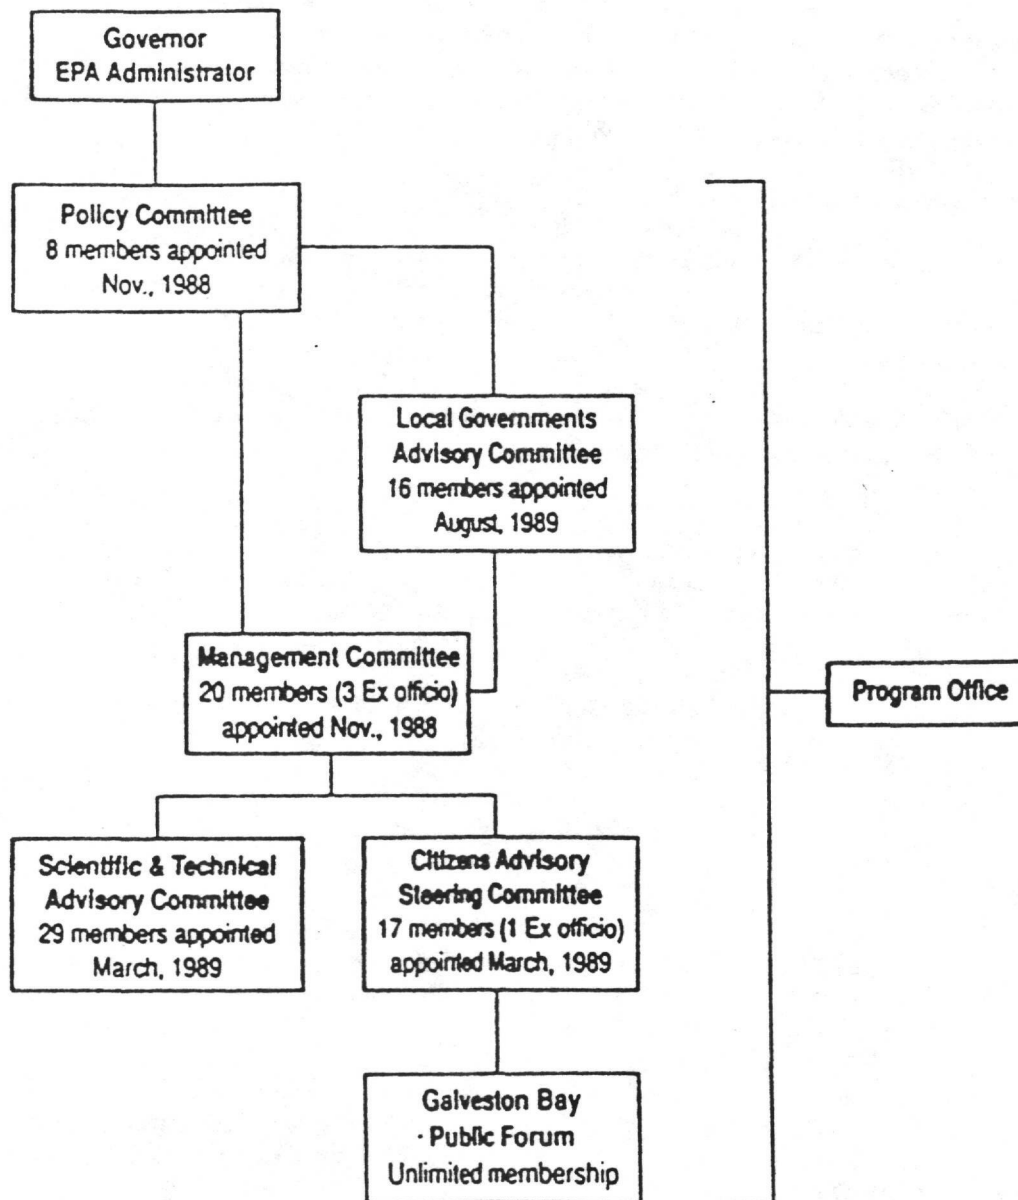 Governor
EPA Administrator
Policy Committee
8 members appointed
Nov., 1988
Local Governments
Advisory Committee
16 members appointed
August, 1989
Management Committee
20 members (3 Ex officio)
appointed Nov., 1988
Program Office
Scientific & Technical
Advisory Committee
29 members appointed
March, 1989
Citizens Advisory
Steering Committee
17 members (1 Ex officio)
appointed March, 1989
Galveston Bay
Public Forum
Unlimited membership